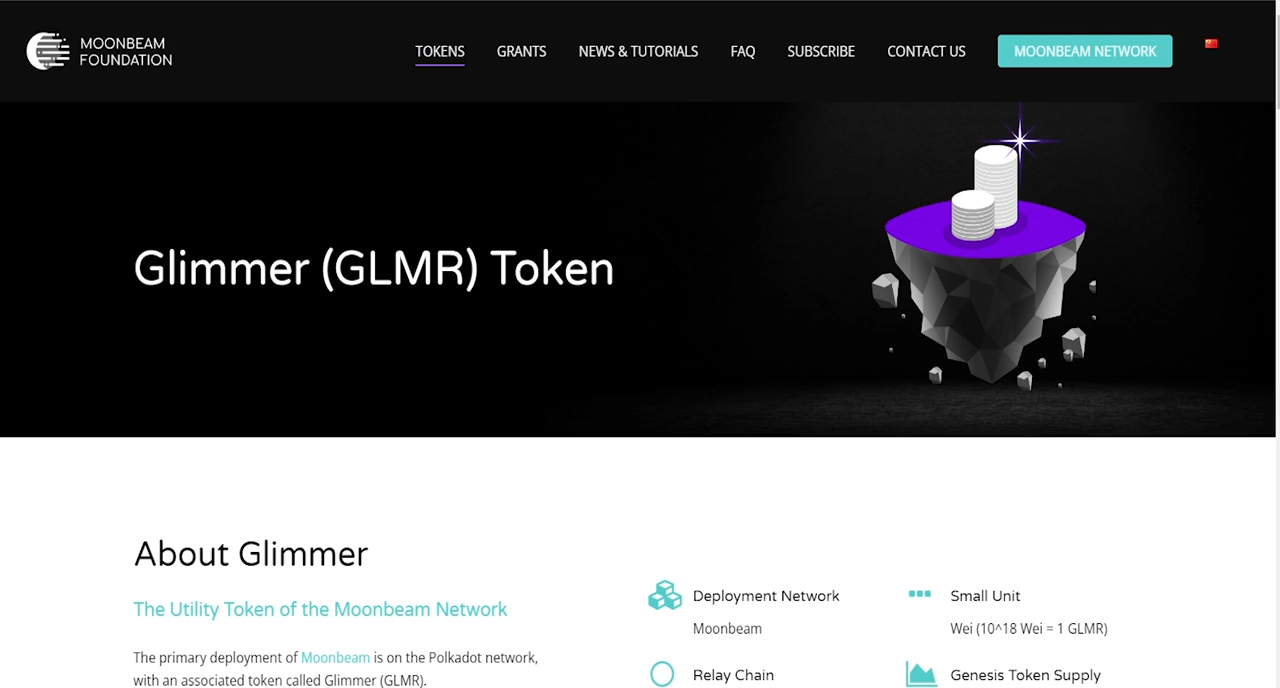 MOONBEAM
FOUNDATION
TOKENS
GRANTS
NEWS & TUTORIALS
FAQ
SUBSCRIBE
CONTACT US
MOONBEAM NETWORK
Glimmer (GLMR) Token
About Glimmer
The Utility Token of the Moonbeam Network
The primary deployment of Moonbeam is on the Polkadot network,
with an associated token called Glimmer (GLMR).
Deployment Network
Moonbeam
Small Unit
Wei (10^18 Wei = 1 GLMR)
Relay Chain
Genesis Token Supply